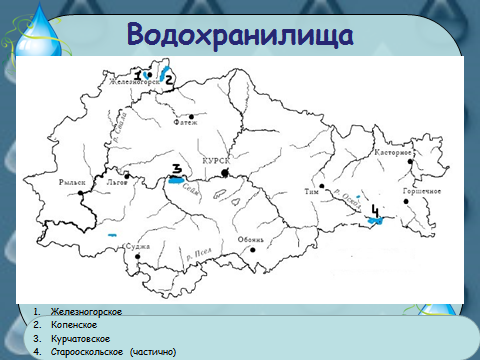 Водохранилища
1 2
Железногорск
р. Свапа
Фатеж
3 КУРСК
Касторное
Рыльск Льгов
р. Сейм
Тим
р. Оскол
Горшечное
4
Суджа
р. Псел
Обоянь
1. Железногорское
2. Копенское
3. Курчатовское
4. Старооскольское (частично)